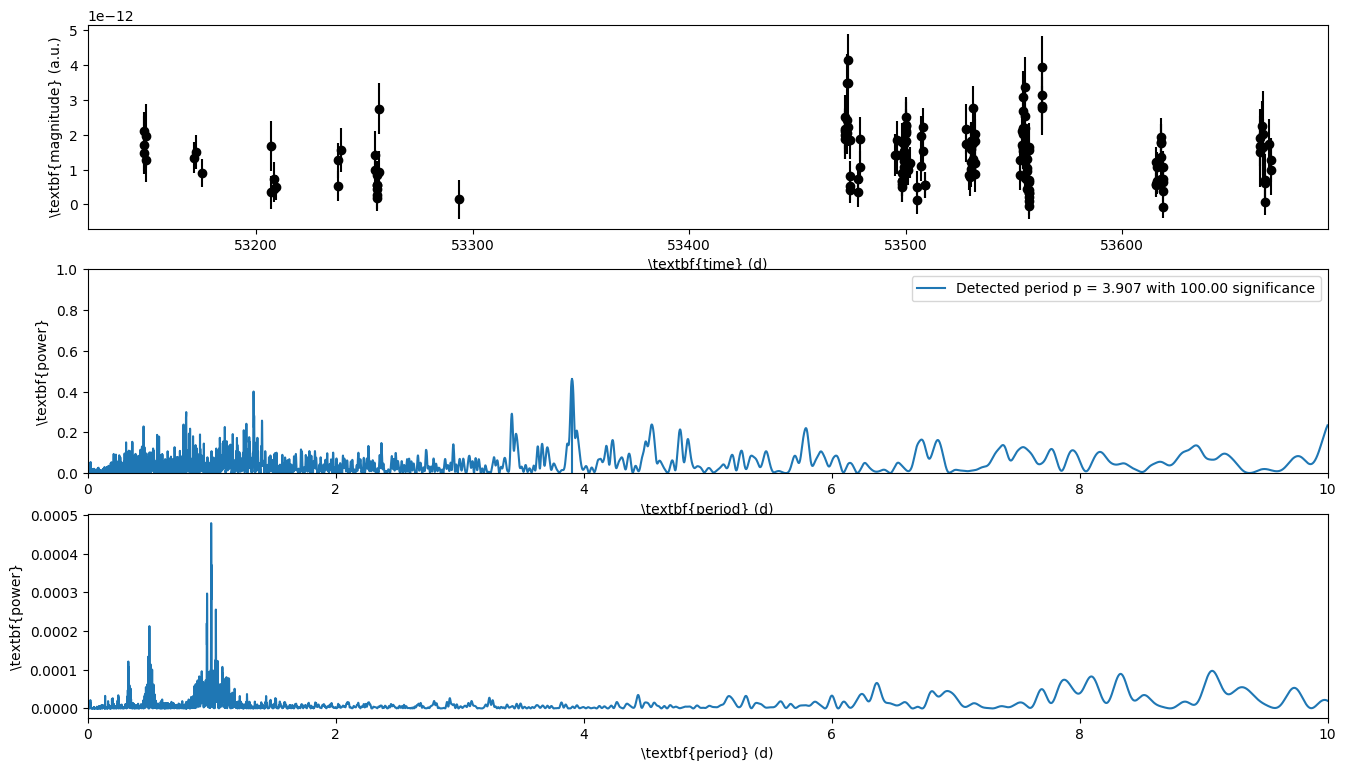 1e−12
5
4
3
2
1
0
\textbf{magnitude} (a.u.)
53200 53300 53400 53500 53600
\textbf{time} (d)
1.0
0.8
0.6
0.4
0.2
0.0
\textbf{power}
Detected period p = 3.907 with 100.00 significance
0 2 4 6 8 10
\textbf{period} (d)
0.0005
0.0004
0.0003
0.0002
0.0001
0.0000
\textbf{power}
0 2 4 6 8 10
\textbf{period} (d)